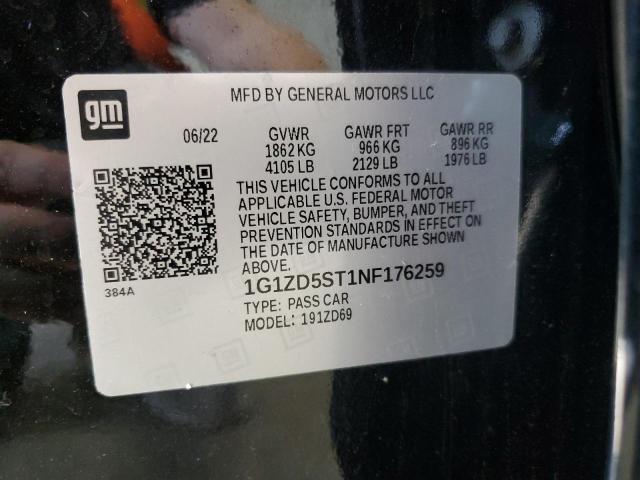 gm
MFD BY GENERAL MOTORS LLC
06/22 GVWR GAWR FRT GAWR RR
1862 KG 966 KG 896 KG
4105 LB 2129 LB 1976 LB
THIS VEHICLE CONFORMS TO ALL
APPLICABLE U.S. FEDERAL MOTOR
VEHICLE SAFETY, BUMPER, AND THEFT
PREVENTION STANDARDS IN EFFECT ON
THE DATE OF MANUFACTURE SHOWN
ABOVE.
384A
1G1ZD5ST1NF176259
TYPE: PASS CAR
MODEL: 191ZD69